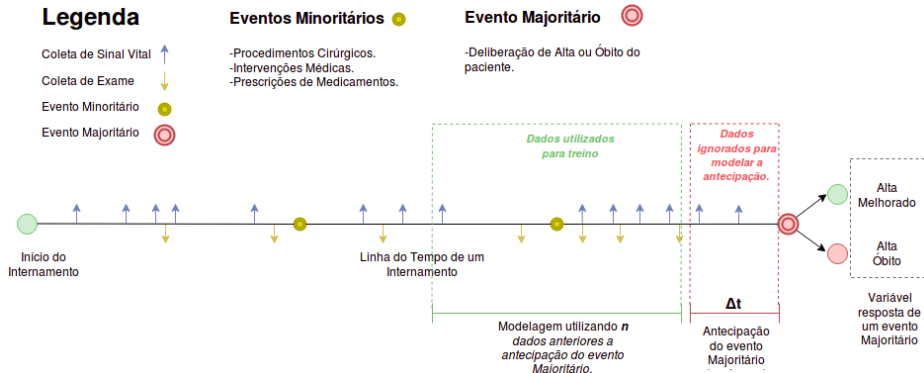 Legenda
Coleta de Sinal Vital
Coleta de Exame
Evento Minoritário
Evento Majoritário
Eventos Minoritários
-Procedimentos Cirúrgicos.
-Intervenções Médicas.
-Prescrições de Medicamentos.
Evento Majoritário
-Deliberação de Alta ou Óbito do
paciente.
Dados utilizados
para treino
Dados
ignorados para
modelar a
antecipação.
Início do
Internamento
Linha do Tempo de um
Internamento
Alta
Melhorado
Alta
Óbito
Δt
Modelagem utilizando n
dados anteriores a
antecipação do evento
Majoritário.
Antecipação
do evento
Majoritário
Variável
resposta de
um evento
Majoritário